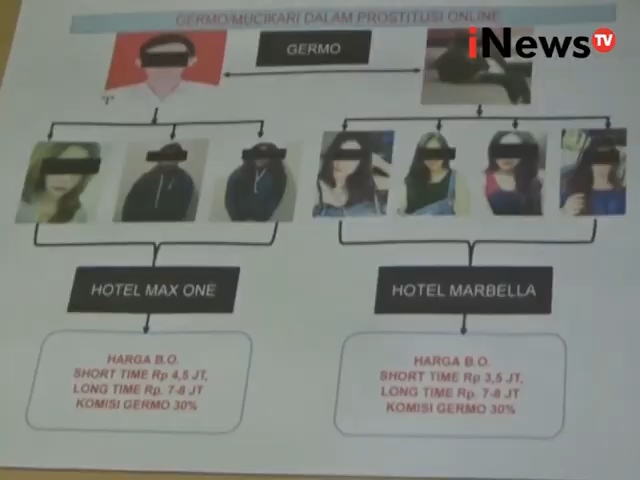 GERMO/MUCIKARI DALAM PROSTITUSI ONLINE
iNews TV
GERMO
"I"
HOTEL MAX ONE
HOTEL MARBELLA
HARGA B.O.
SHORT TIME Rp 4,5 JT,
LONG TIME Rp. 7-8 JT
KOMISI GERMO 30%
HARGA B.O.
SHORT TIME Rp 3,5 JT,
LONG TIME Rp. 7-8 JT
KOMISI GERMO 30%